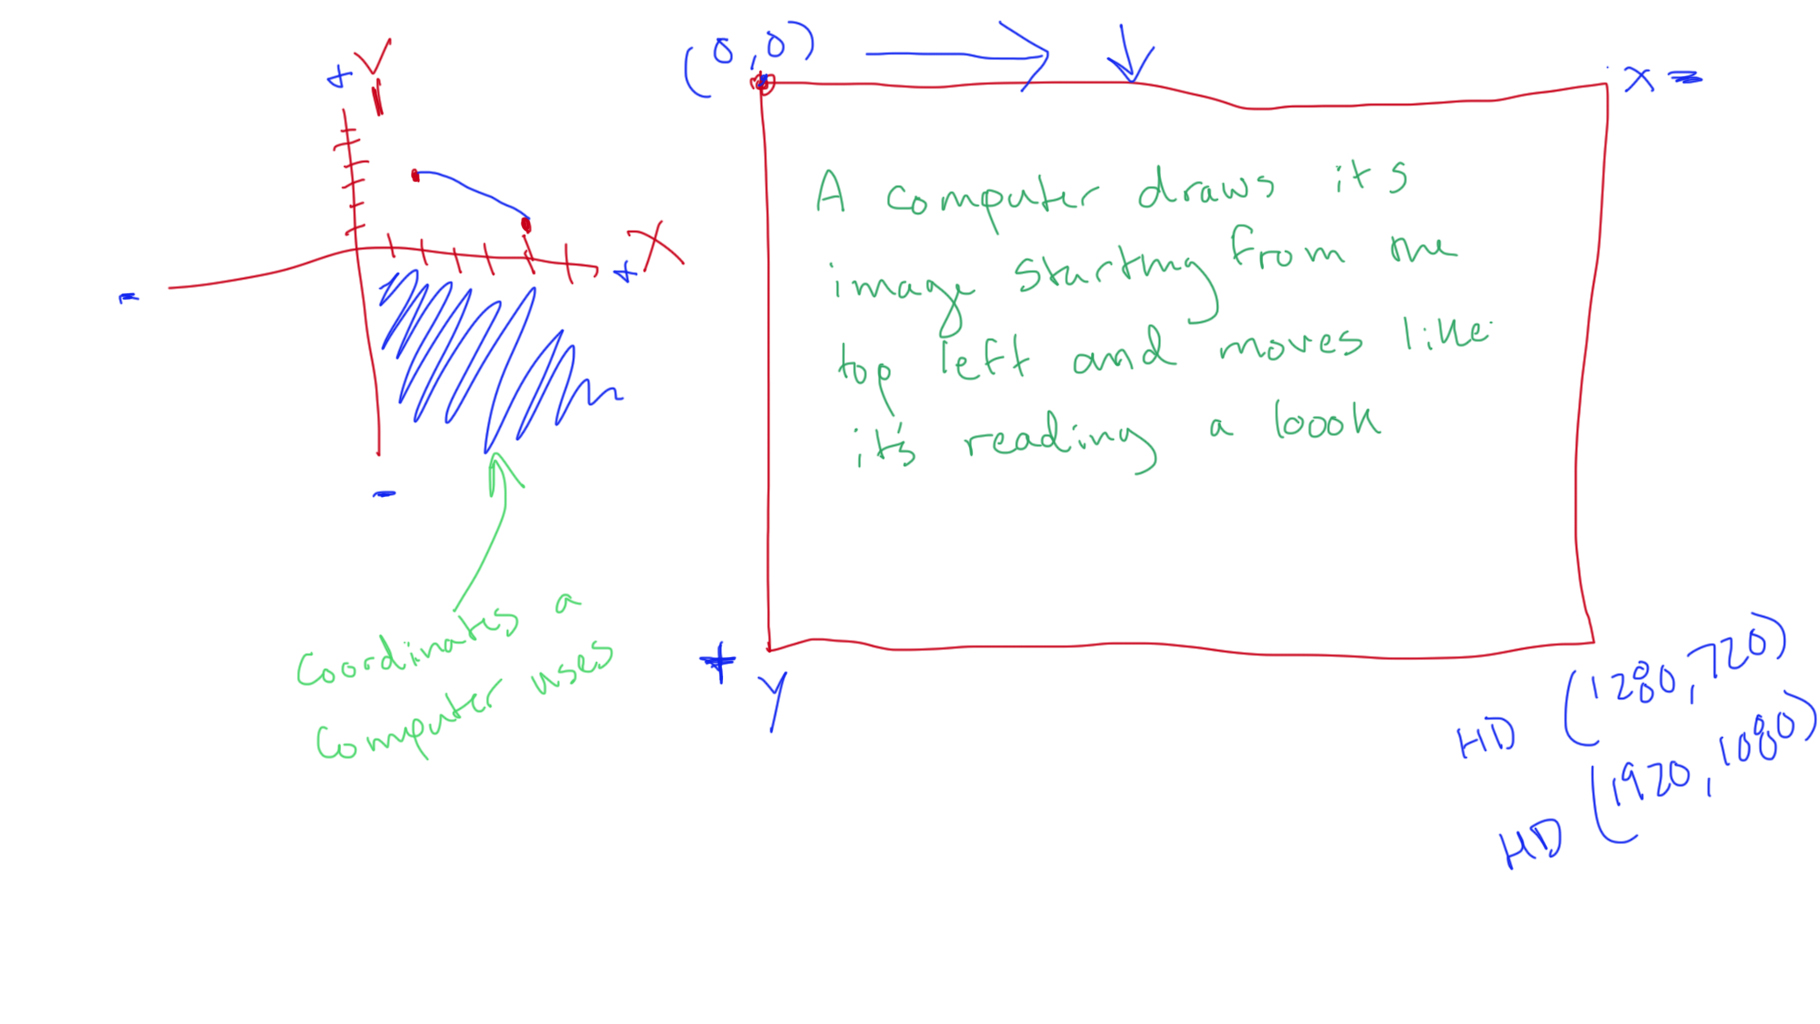 + Y
+ X
-
-
Coordinates a
Computer uses
(0,0)
X =
A computer draws its
image starting from the
top left and moves like
it's reading a book
+
Y
HD (1280,720)
HD (1920,1080)